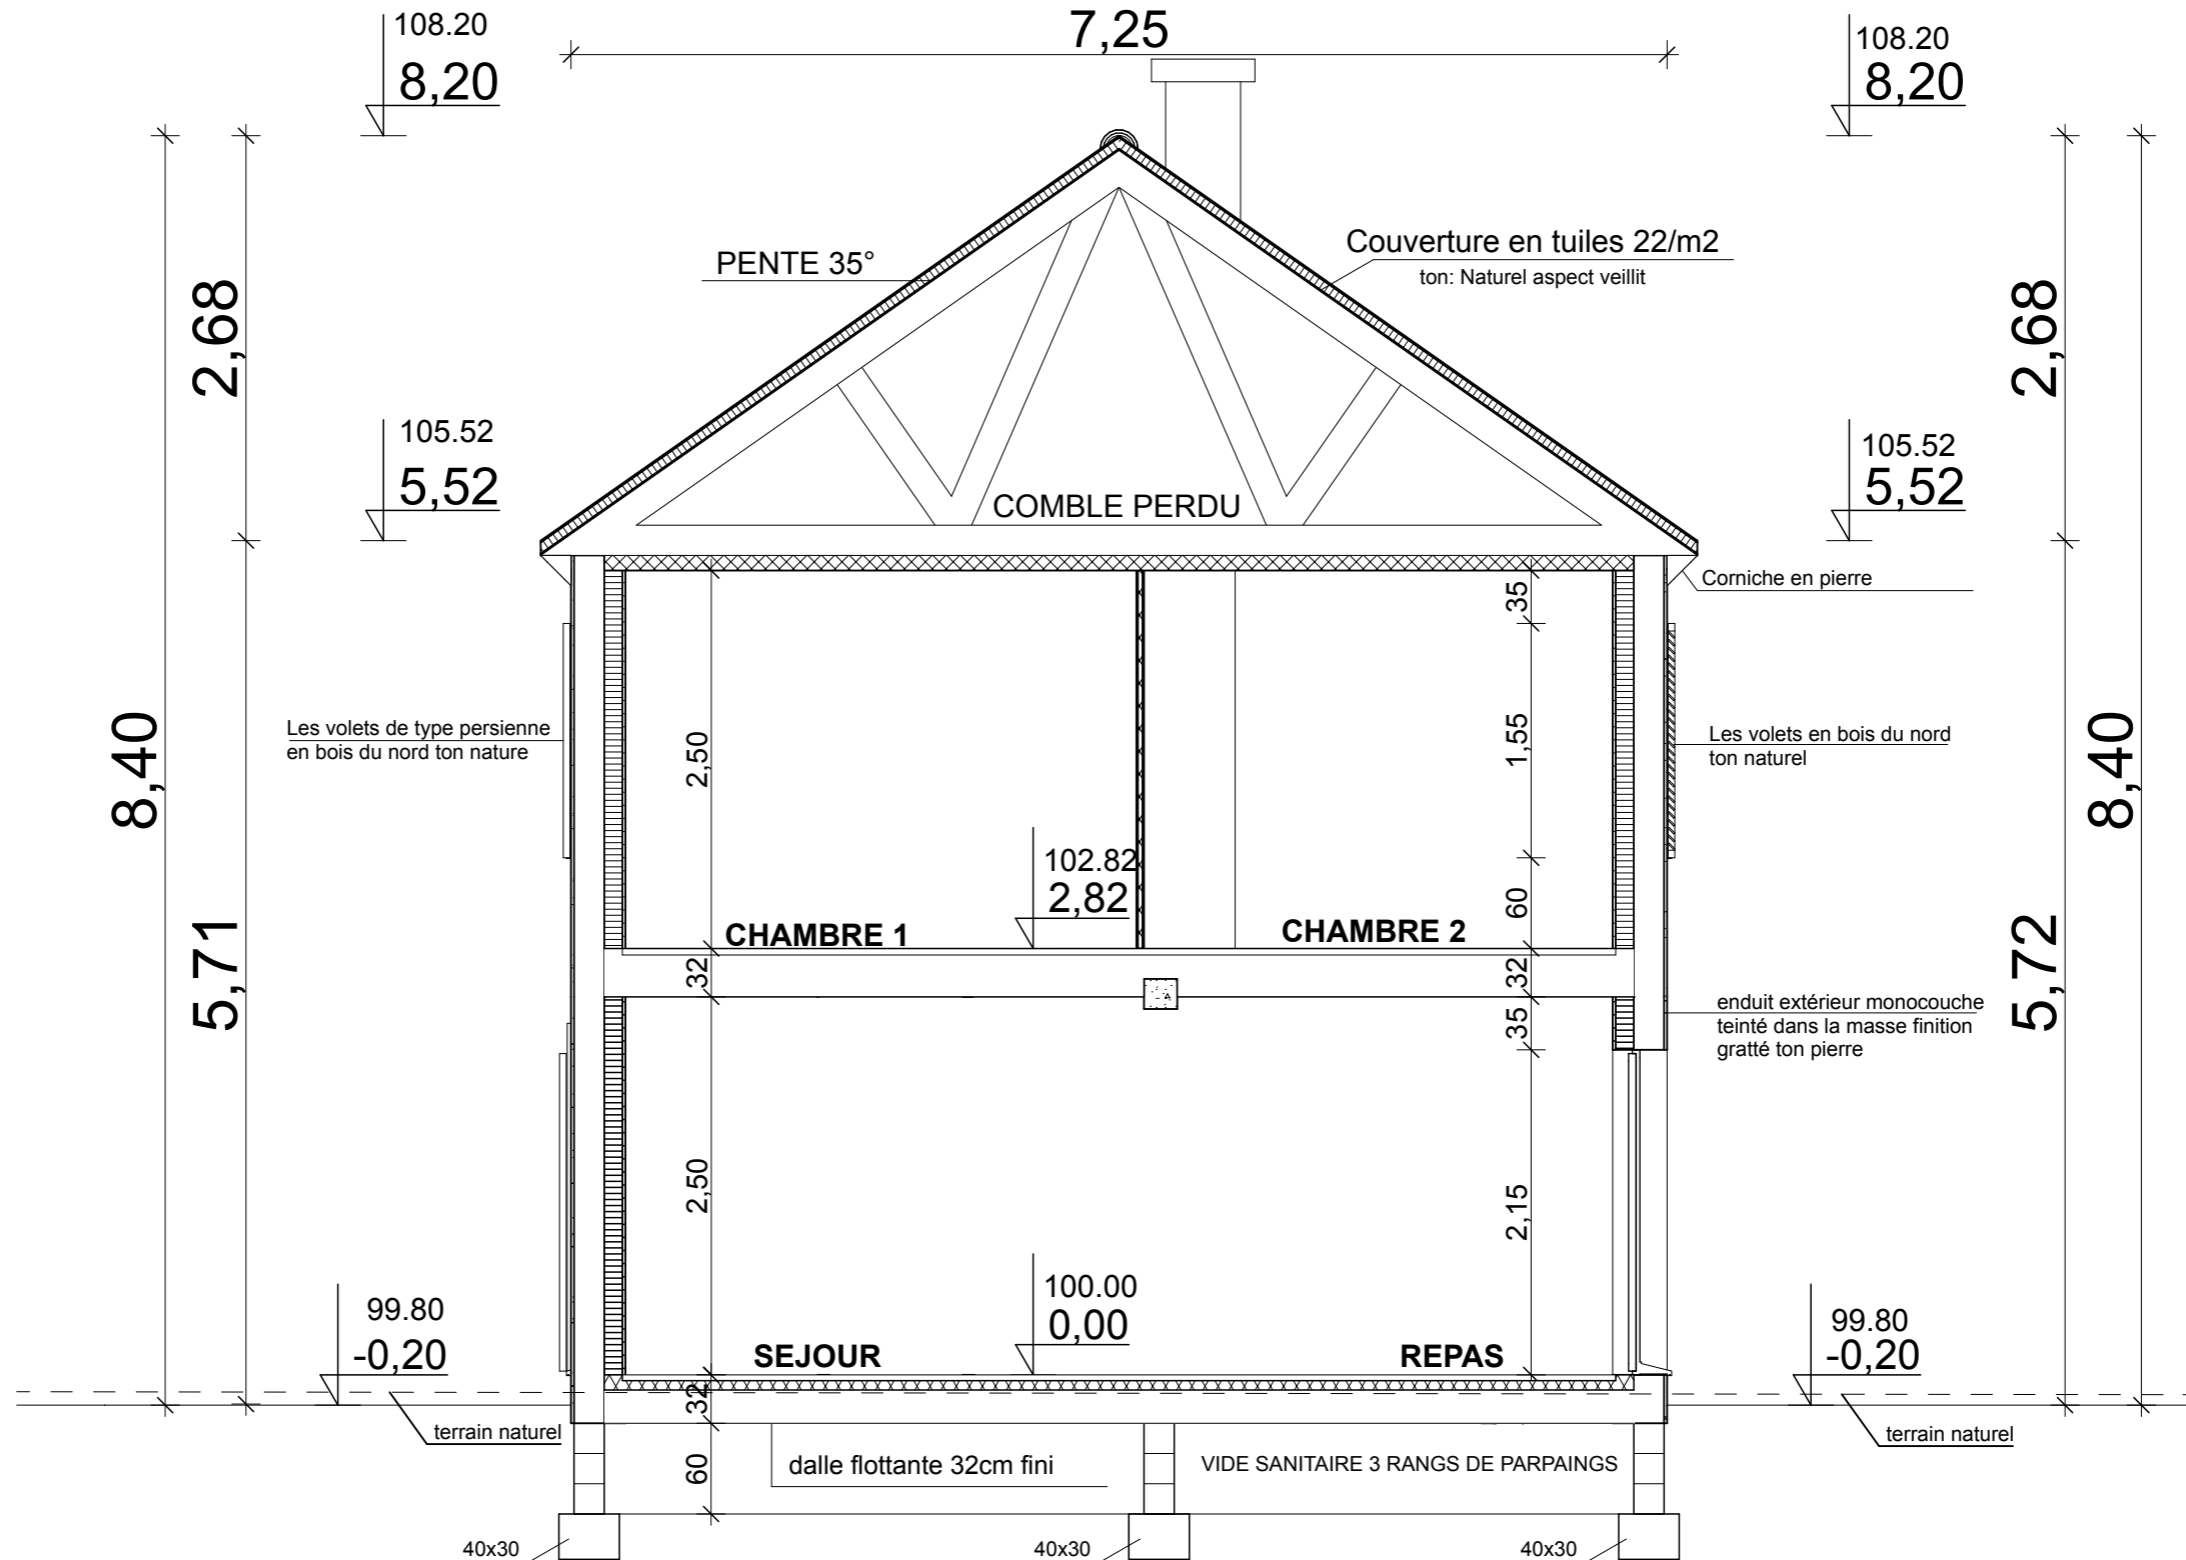 108.20
8,20
7,25
108.20
8,20
PENTE 35°
Couverture en tuiles 22/m2
ton: Naturel aspect veillit
2,68
2,68
105.52
5,52
105.52
5,52
COMBLE PERDU
Corniche en pierre
35
8,40
Les volets de type persienne
en bois du nord ton nature
2,50
1,55
Les volets en bois du nord
ton naturel
8,40
102.82
2,82
60
CHAMBRE 1
CHAMBRE 2
5,71
32
32
5,72
35
enduit extérieur monocouche
teinté dans la masse finition
gratté ton pierre
2,50
2,15
99.80
-0,20
100.00
0,00
99.80
-0,20
SEJOUR
REPAS
32
terrain naturel
terrain naturel
60
dalle flottante 32cm fini
VIDE SANITAIRE 3 RANGS DE PARPAINGS
40x30
40x30
40x30